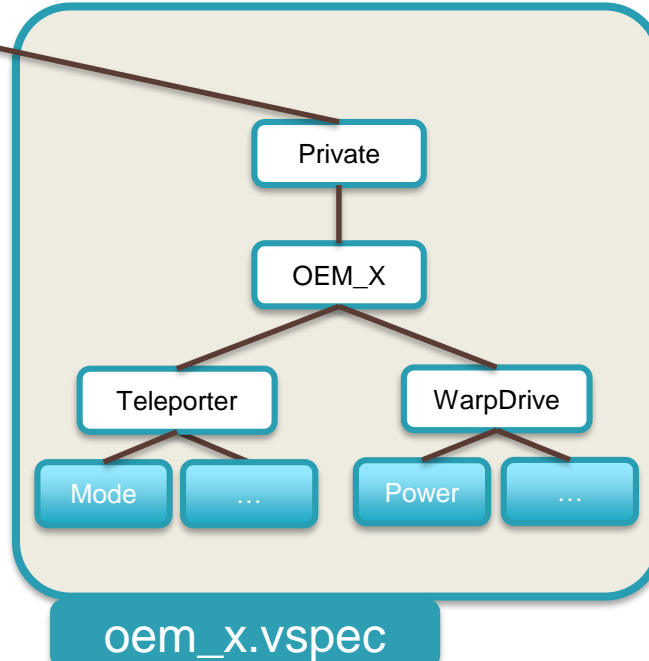 Private
OEM_X
Teleporter
WarpDrive
Mode
...
Power
...
oem_x.vspec